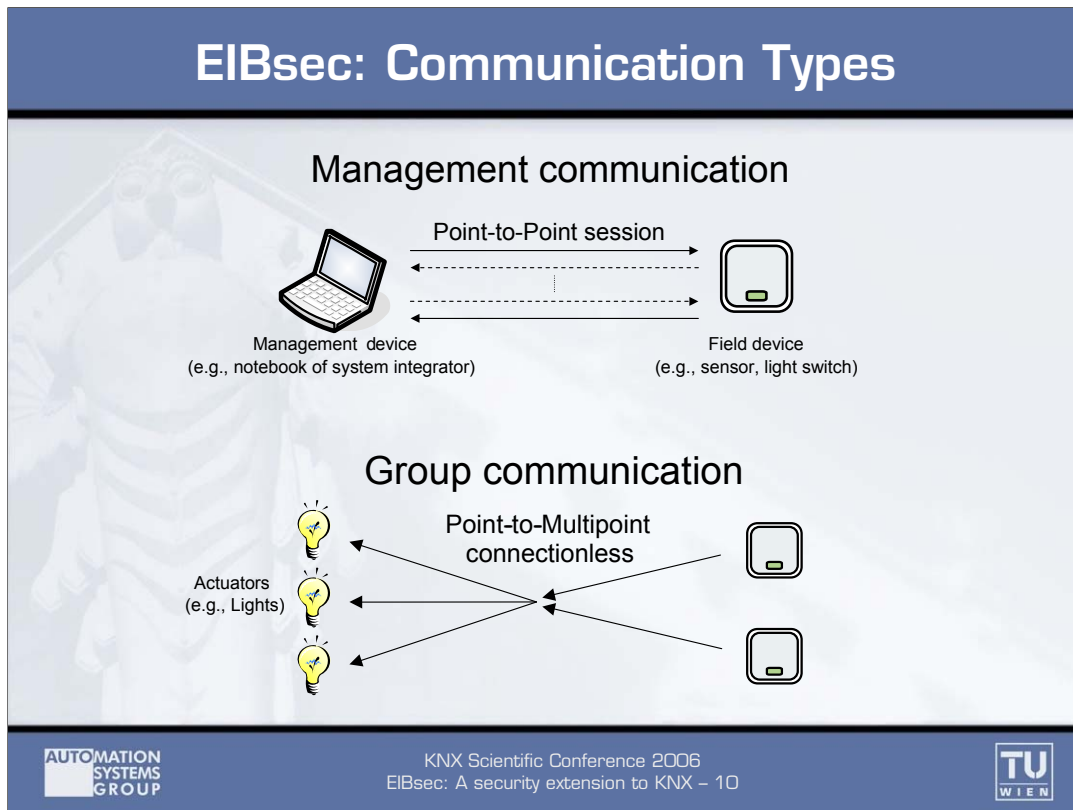 EIBsec: Communication Types
Management communication
Point-to-Point session
Management device
(e.g., notebook of system integrator)
Field device
(e.g., sensor, light switch)
Group communication
Point-to-Multipoint
connectionless
Actuators
(e.g., Lights)
AUTOMATION
SYSTEMS
GROUP
KNX Scientific Conference 2006
EIBsec: A security extension to KNX – 10
TU
WIEN